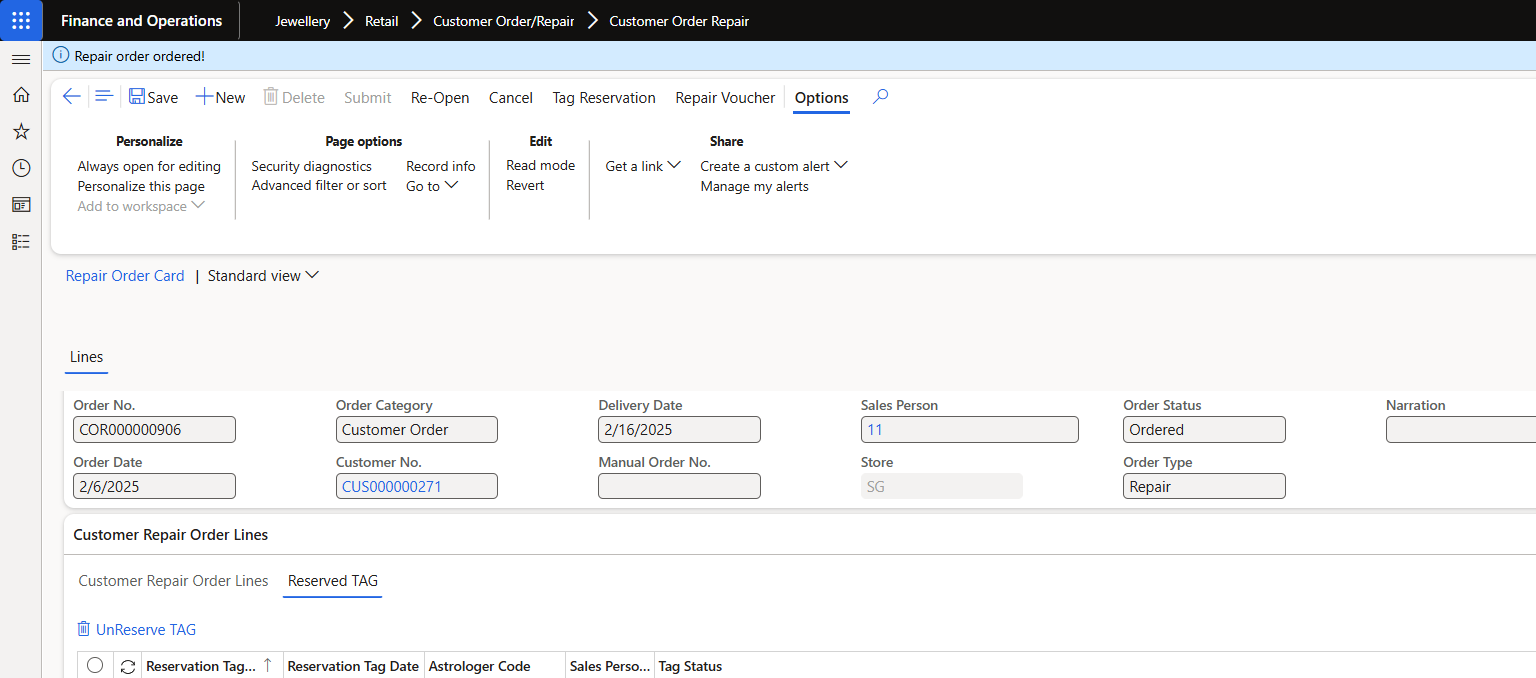 Finance and Operations Jewellery Retail Customer Order/Repair Customer Order Repair
Repair order ordered!
Save New Delete Submit Re-Open Cancel Tag Reservation Repair Voucher Options
Personalize Page options Edit Share
Always open for editing Security diagnostics Record info Read mode Get a link Create a custom alert
Personalize this page Advanced filter or sort Go to Revert Manage my alerts
Add to workspace
Repair Order Card | Standard view
Lines
Order No. Order Category Delivery Date Sales Person Order Status Narration
COR000000906 Customer Order 2/16/2025 11 Ordered
Order Date Customer No. Manual Order No. Store Order Type
2/6/2025 CUS000000271 SG Repair
Customer Repair Order Lines
Customer Repair Order Lines Reserved TAG
UnReserve TAG
Reservation Tag... Reservation Tag Date Astrologer Code Sales Perso... Tag Status